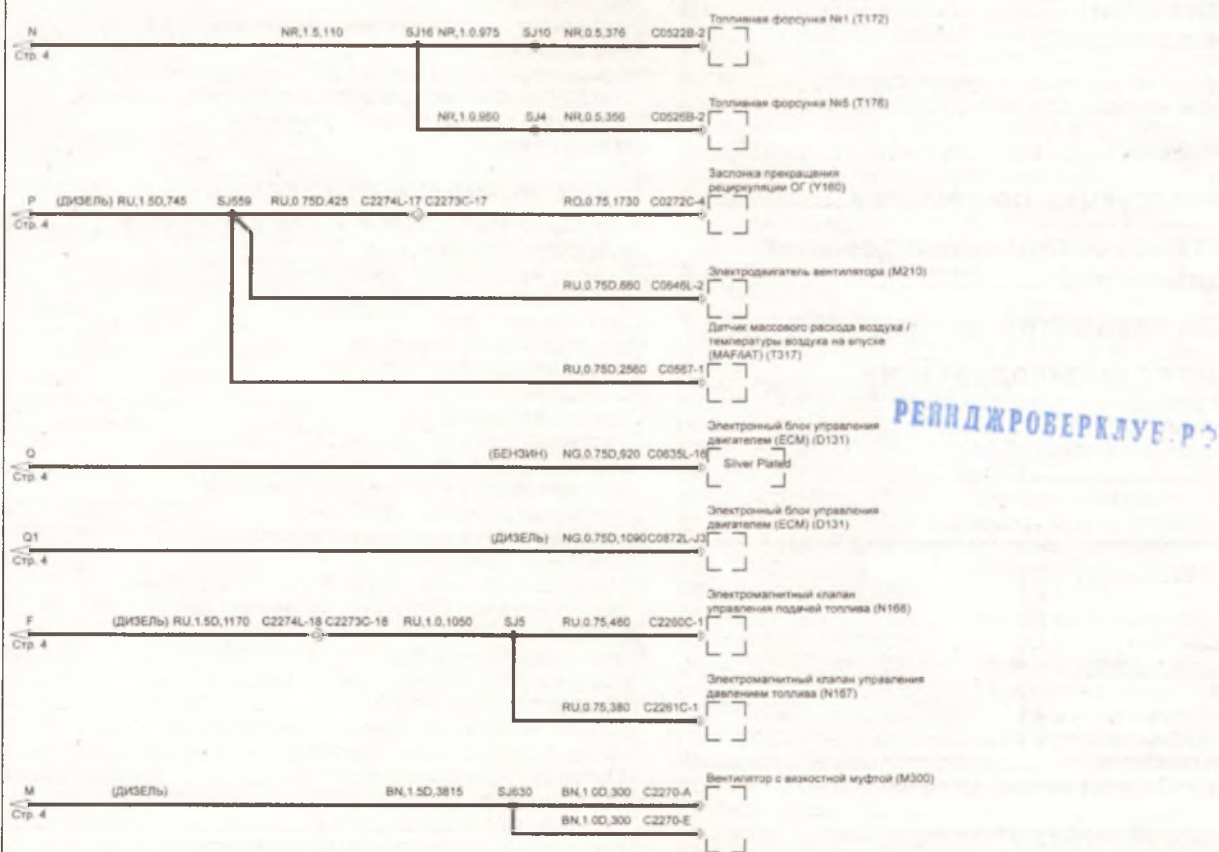 Топливная форсунка №1 (T172)
N NR,1.5,110 SJ16 NR,1.0,975 SJ10 NR,0.5,376 C0522B-2
Стр. 4
Топливная форсунка №5 (T176)
NR,1.0,950 SJ4 NR,0.5,356 C0526B-2
Заслонка прекращения
рециркуляции ОГ (Y180)
P (ДИЗЕЛЬ) RU,1.5D,745 SJ559 RU,0.75D,425 C2274L-17 C2273C-17 RO,0.75,1730 C0272C-4
Стр. 4
Электродвигатель вентилятора (M213)
RU,0.75D,660 C0646L-2
Датчик массового расхода воздуха /
температуры воздуха на впуске
(MAF/IAT) (T317)
RU,0.75D,2560 C0567-1
РЕЙНДЖРОВЕРКЛУБ.РФ
Электронный блок управления
двигателем (ECM) (D131)
Q (БЕНЗИН) NG,0.75D,920 C0635L-16
Silver Plated
Стр. 4
Электронный блок управления
двигателем (ECM) (D131)
Q1 (ДИЗЕЛЬ) NG,0.75D,1090 C0872L-J3
Стр. 4
Электромагнитный клапан
управления подачей топлива (N166)
F (ДИЗЕЛЬ) RU,1.5D,1170 C2274L-18 C2273C-18 RU,1.0,1050 SJ5 RU,0.75,460 C2260C-1
Стр. 4
Электромагнитный клапан управления
давлением топлива (N167)
RU,0.75,380 C2261C-1
Вентилятор с вязкостной муфтой (M300)
M (ДИЗЕЛЬ) BN,1.5D,3815 SJ630 BN,1.0D,300 C2270-A
Стр. 4
BN,1.0D,300 C2270-E